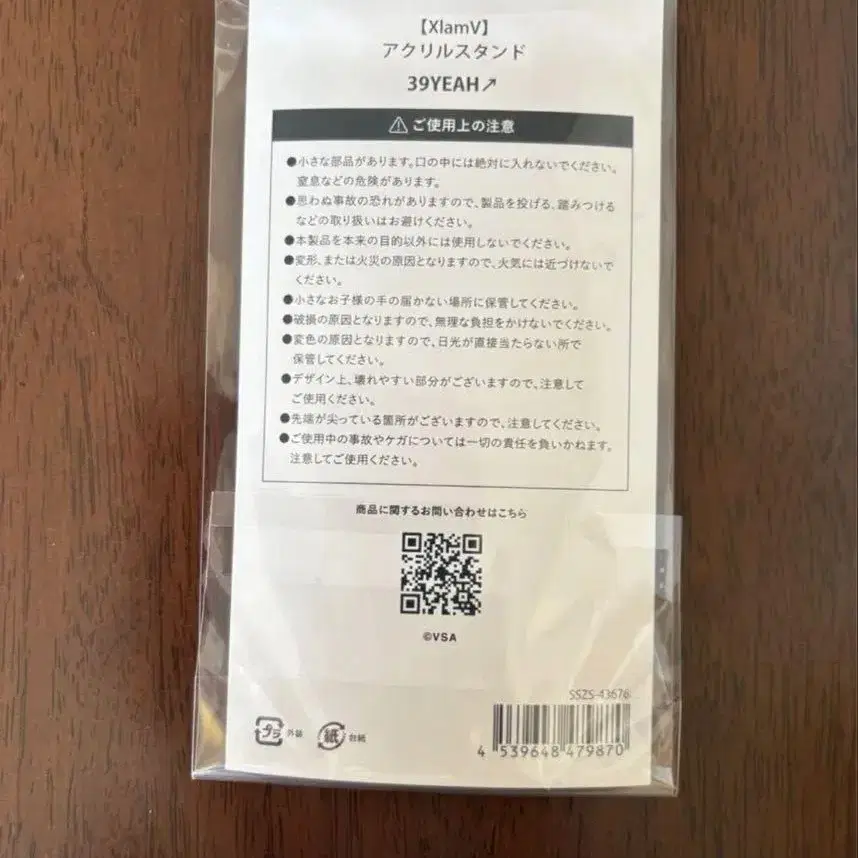 【XlamV】
アクリルスタンド
39YEAH↗
⚠ご使用上の注意
●小さな部品があります。口の中には絶対に入れないでください。
窒息などの危険があります。
●思わぬ事故の恐れがありますので、製品を投げる、踏みつける
などの取り扱いはお避けください。
●本製品を本来の目的以外には使用しないでください。
●変形、または火災の原因となりますので、火気には近づけないで
ください。
●小さなお子様の手の届かない場所に保管してください。
●破損の原因となりますので、無理な負担をかけないでください。
●変色の原因となりますので、日光が直接当たらない所で
保管してください。
●デザイン上、壊れやすい部分がございますので、注意して
ご使用ください。
●先端が尖っている箇所がございますので、注意してください。
●ご使用中の事故やケガについては一切の責任を負いかねます。
注意してご使用ください。
商品に関するお問い合わせはこちら
©VSA
SSZS-43676
プラ 外装 紙 台紙
4 539648 479870